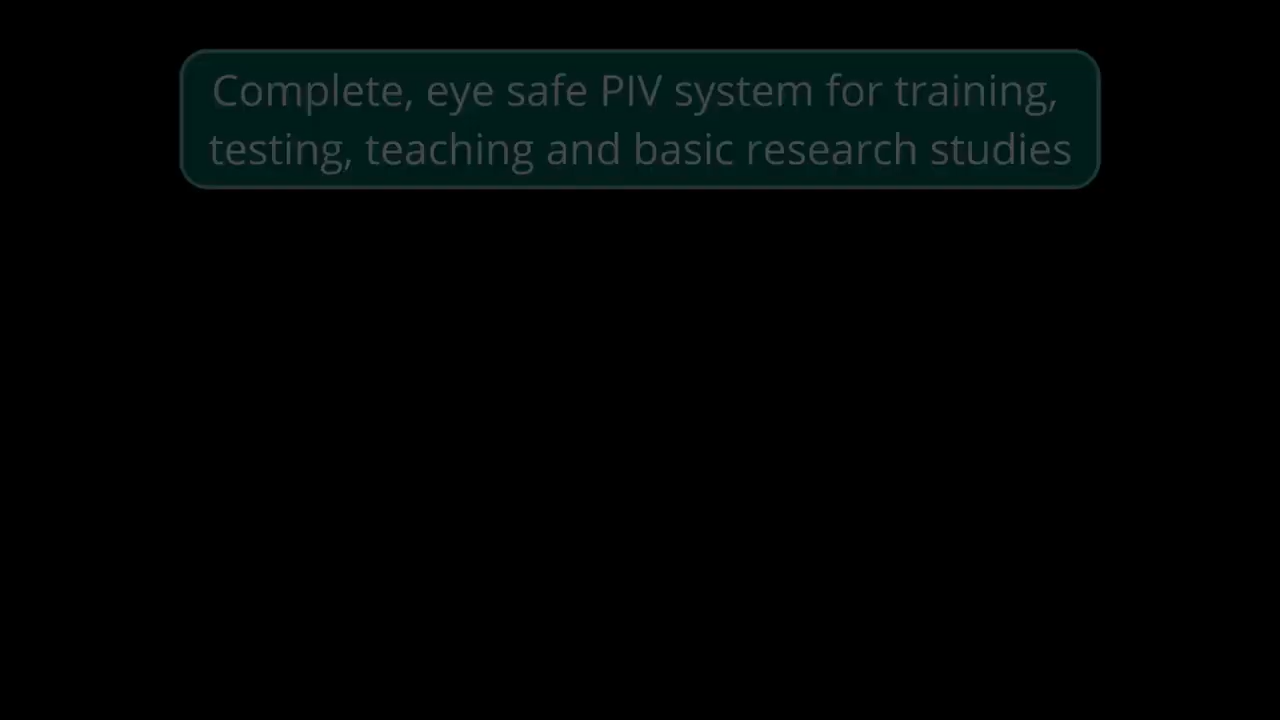 Complete, eye safe PIV system for training,
testing, teaching and basic research studies